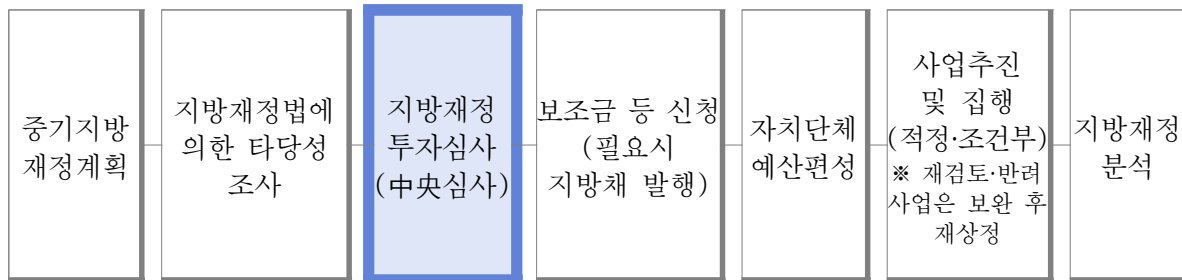 중기지방
재정계획
지방재정법에
의한 타당성
조사
지방재정
투자심사
(中央심사)
보조금 등 신청
(필요시
지방채 발행)
자치단체
예산편성
사업추진
및 집행
(적정·조건부)
※ 재검토·반려
사업은 보완 후
재상정
지방재정
분석